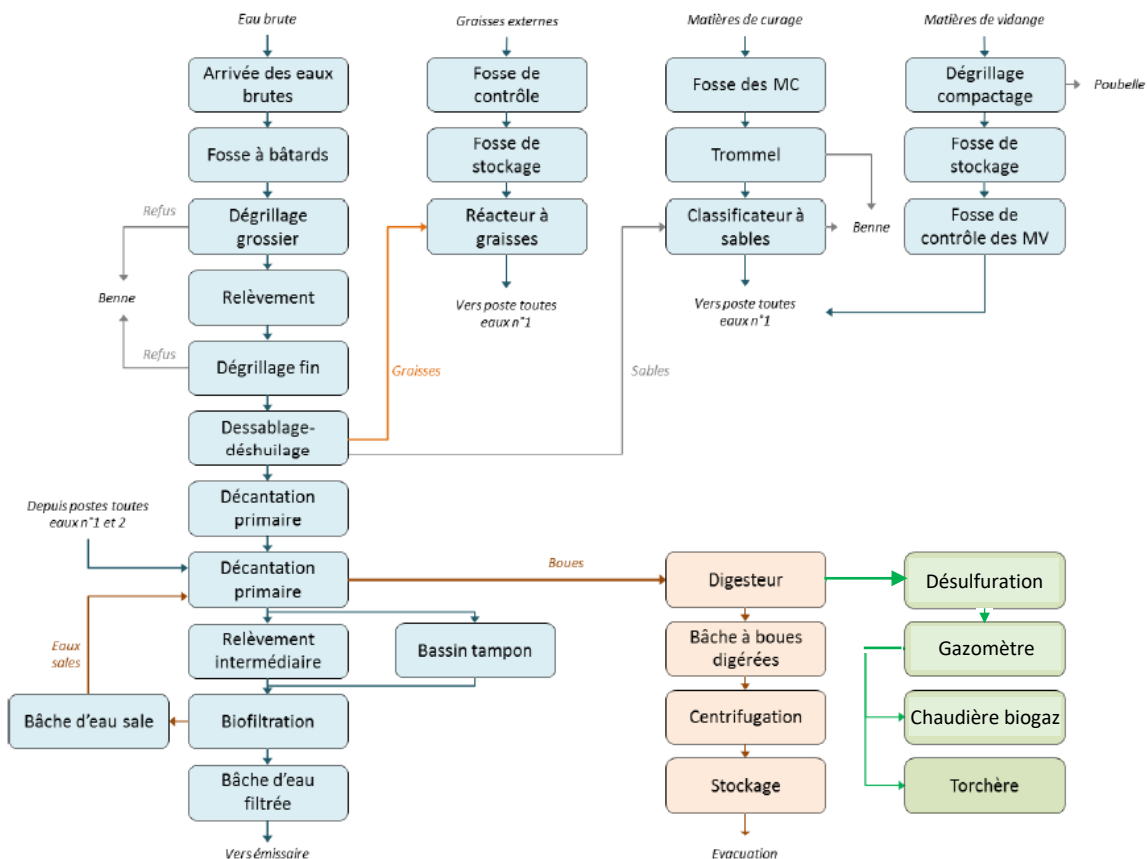 Eau brute
Graisses externes
Matières de curage
Matières de vidange
Arrivée des eaux
brutes
Fosse de
contrôle
Fosse des MC
Dégrillage
compactage
Poubelle
Fosse à bâtards
Fosse de
stockage
Trommel
Fosse de
stockage
Refus
Dégrillage
grossier
Réacteur à
graisses
Classificateur à
sables
Benne
Fosse de
contrôle des MV
Benne
Relèvement
Vers poste toutes
eaux n°1
Vers poste toutes
eaux n°1
Refus
Dégrillage fin
Graisses
Sables
Dessablage-
déshuilage
Décantation
primaire
Depuis postes toutes
eaux n°1 et 2
Décantation
primaire
Boues
Digesteur
Désulfuration
Eaux
sales
Relèvement
intermédiaire
Bassin tampon
Bâche à boues
digérées
Gazomètre
Bâche d'eau sale
Biofiltration
Centrifugation
Chaudière biogaz
Bâche d'eau
filtrée
Stockage
Torchère
Vers émissaire
Evacuation